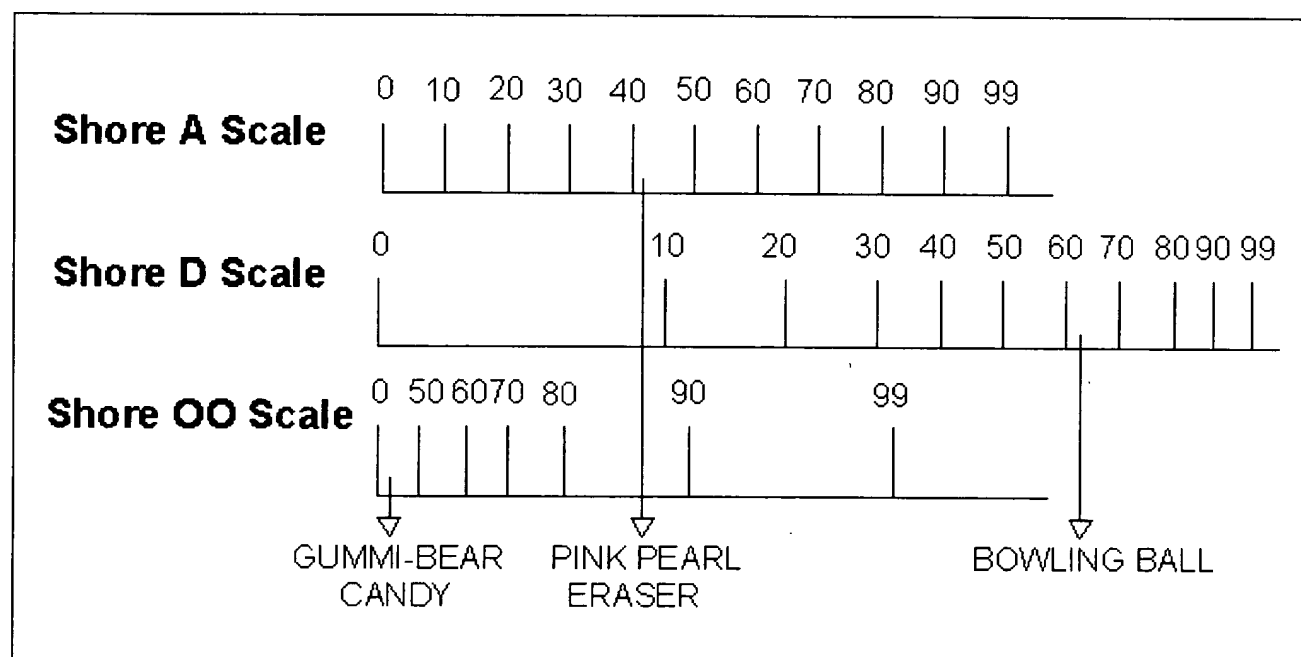 0 10 20 30 40 50 60 70 80 90 99
Shore A Scale
0 10 20 30 40 50 60 70 80 90 99
Shore D Scale
0 50 60 70 80 90 99
Shore OO Scale
GUMMI-BEAR CANDY
PINK PEARL ERASER
BOWLING BALL